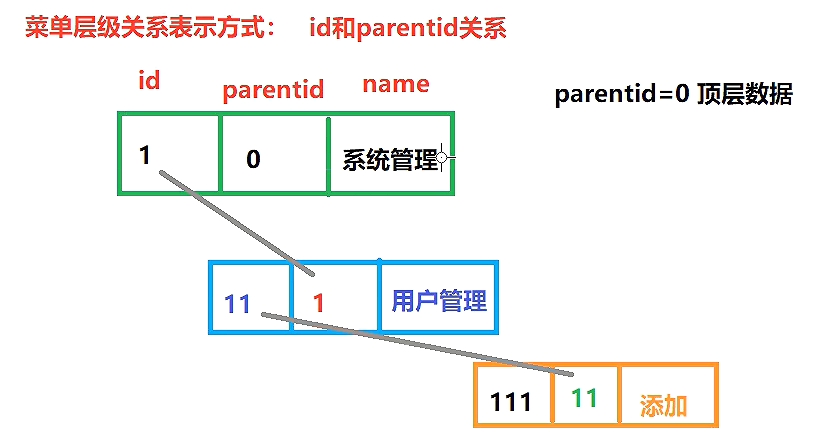 菜单层级关系表示方式： id和parentid关系
id parentid name
parentid=0 顶层数据
1 0 系统管理
11 1 用户管理
111 11 添加